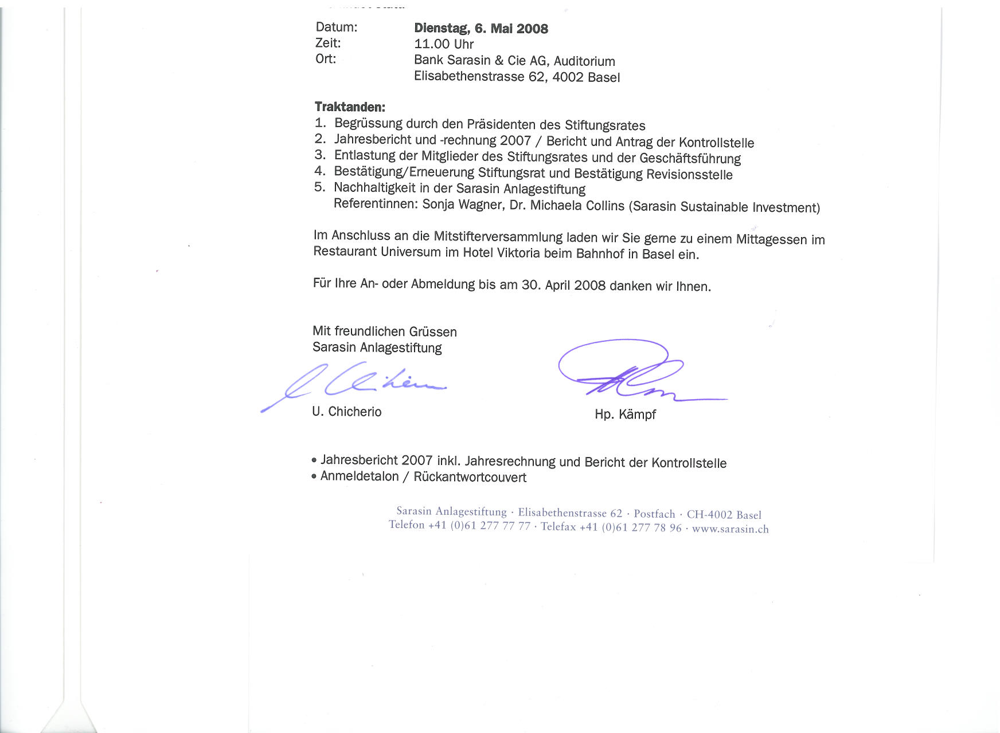 Datum: Dienstag, 6. Mai 2008
Zeit: 11.00 Uhr
Ort: Bank Sarasin & Cie AG, Auditorium
Elisabethenstrasse 62, 4002 Basel
Traktanden:
1. Begrüssung durch den Präsidenten des Stiftungsrates
2. Jahresbericht und -rechnung 2007 / Bericht und Antrag der Kontrollstelle
3. Entlastung der Mitglieder des Stiftungsrates und der Geschäftsführung
4. Bestätigung/Erneuerung Stiftungsrat und Bestätigung Revisionsstelle
5. Nachhaltigkeit in der Sarasin Anlagestiftung
Referentinnen: Sonja Wagner, Dr. Michaela Collins (Sarasin Sustainable Investment)
Im Anschluss an die Mitstifterversammlung laden wir Sie gerne zu einem Mittagessen im
Restaurant Universum im Hotel Viktoria beim Bahnhof in Basel ein.
Für Ihre An- oder Abmeldung bis am 30. April 2008 danken wir Ihnen.
Mit freundlichen Grüssen
Sarasin Anlagestiftung
U. Chicherio Hp. Kämpf
• Jahresbericht 2007 inkl. Jahresrechnung und Bericht der Kontrollstelle
• Anmeldetalon / Rückantwortcouvert
Sarasin Anlagestiftung · Elisabethenstrasse 62 · Postfach · CH-4002 Basel
Telefon +41 (0)61 277 77 77 · Telefax +41 (0)61 277 78 96 · www.sarasin.ch